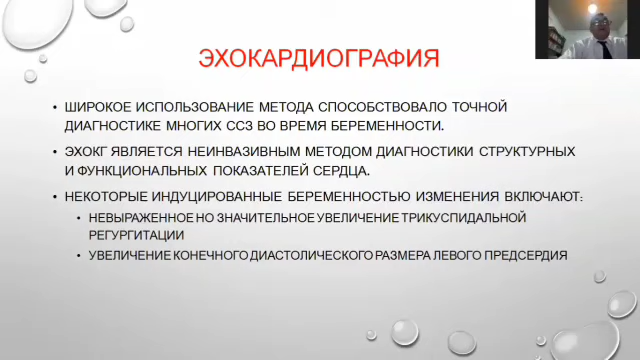 ЭХОКАРДИОГРАФИЯ
• ШИРОКОЕ ИСПОЛЬЗОВАНИЕ МЕТОДА СПОСОБСТВОВАЛО ТОЧНОЙ
ДИАГНОСТИКЕ МНОГИХ ССЗ ВО ВРЕМЯ БЕРЕМЕННОСТИ.
• ЭХОКГ ЯВЛЯЕТСЯ НЕИНВАЗИВНЫМ МЕТОДОМ ДИАГНОСТИКИ СТРУКТУРНЫХ
И ФУНКЦИОНАЛЬНЫХ ПОКАЗАТЕЛЕЙ СЕРДЦА.
• НЕКОТОРЫЕ ИНДУЦИРОВАННЫЕ БЕРЕМЕННОСТЬЮ ИЗМЕНЕНИЯ ВКЛЮЧАЮТ:
• НЕВЫРАЖЕННОЕ НО ЗНАЧИТЕЛЬНОЕ УВЕЛИЧЕНИЕ ТРИКУСПИДАЛЬНОЙ
РЕГУРГИТАЦИИ
• УВЕЛИЧЕНИЕ КОНЕЧНОГО ДИАСТОЛИЧЕСКОГО РАЗМЕРА ЛЕВОГО ПРЕДСЕРДИЯ